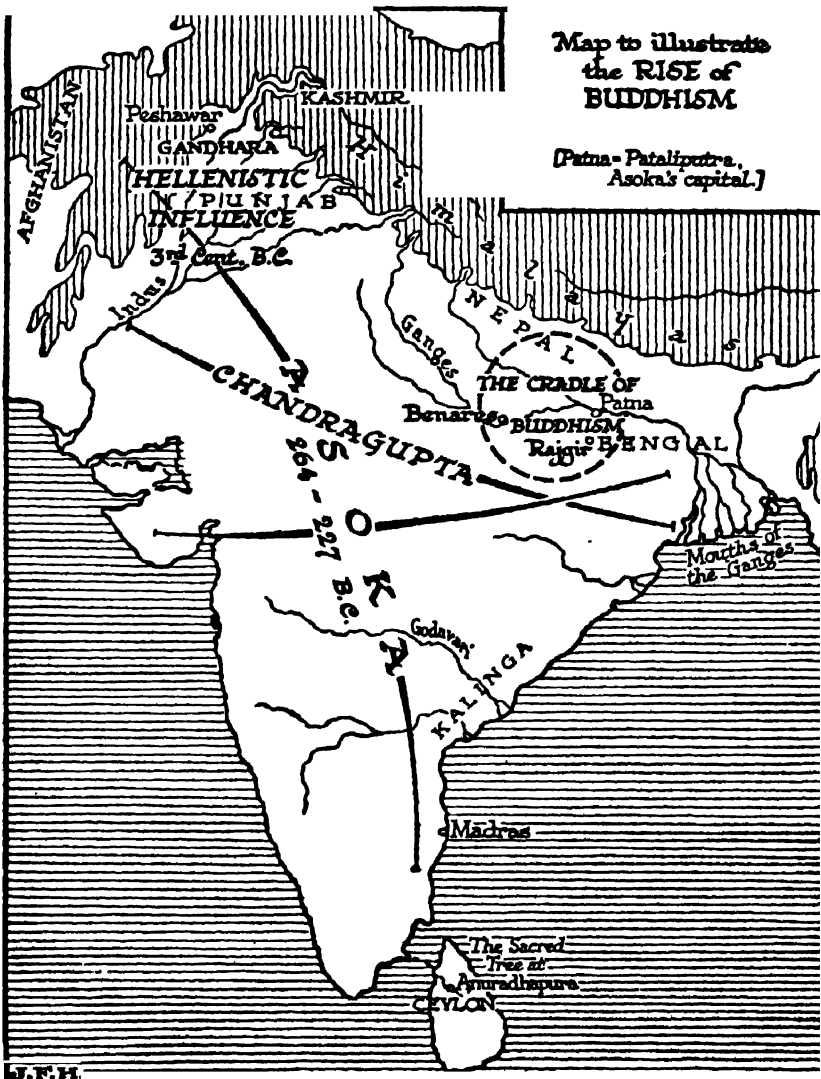 Map to illustrate
the RISE of
BUDDHISM
[Patna = Pataliputra,
Asoka's capital.]
AFGHANISTAN
Peshawar
KASHMIR
GANDHARA
HELLENISTIC
PUNJAB
INFLUENCE
3rd Cent. B.C.
Himalayas
Indus
NEPAL
Ganges
THE CRADLE OF
Patna
Benares
BUDDHISM
Rajgir
BENGAL
CHANDRAGUPTA
ASOKA
264 - 227 B.C.
Mouths of
the Ganges
Godavari
KALINGA
Madras
The Sacred
Tree at
Anuradhapura
CEYLON
J.F.H.